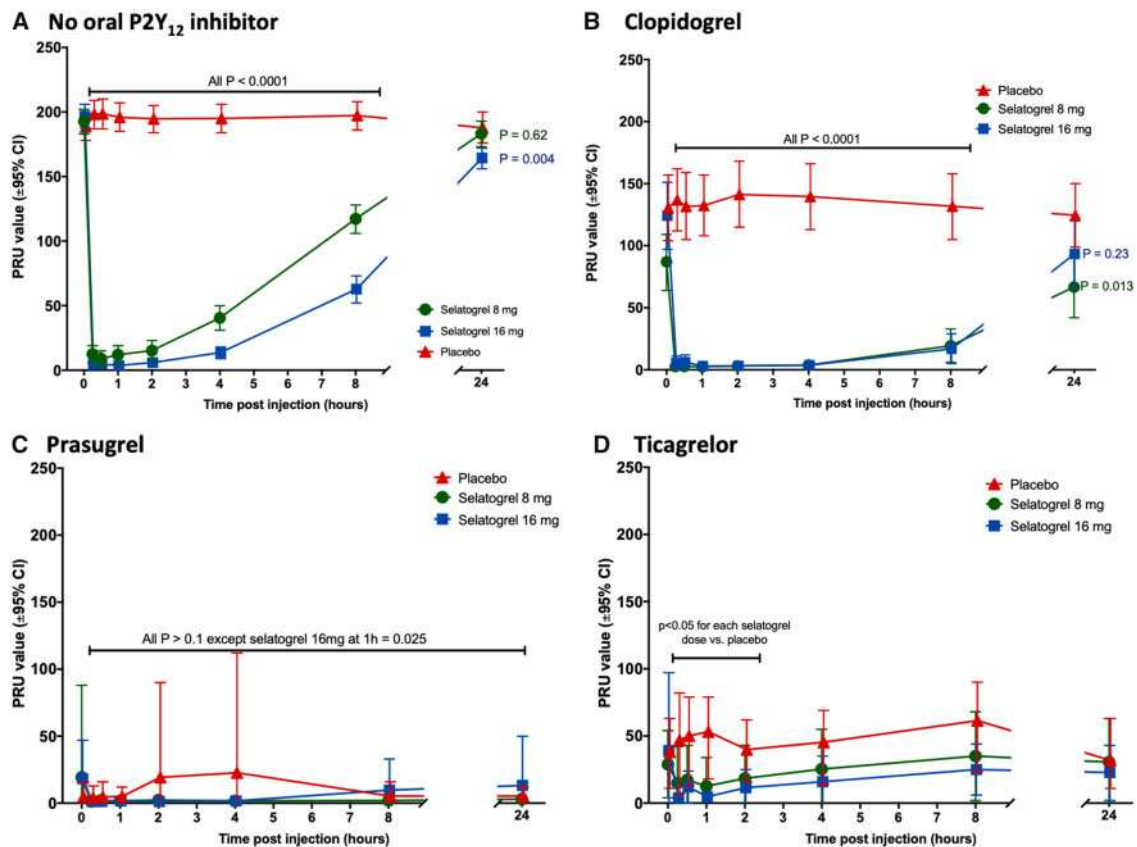 A No oral P2Y12 inhibitor
250
200
150
100
50
0
PRU value (±95% CI)
All P < 0.0001
P = 0.62
P = 0.004
Selatogrel 8 mg
Selatogrel 16 mg
Placebo
0 1 2 3 4 5 6 7 8 24
Time post injection (hours)
B Clopidogrel
250
200
150
100
50
0
PRU value (±95% CI)
Placebo
Selatogrel 8 mg
Selatogrel 16 mg
All P < 0.0001
P = 0.23
P = 0.013
0 1 2 3 4 5 6 7 8 24
Time post injection (hours)
C Prasugrel
250
200
150
100
50
0
PRU value (±95% CI)
Placebo
Selatogrel 8 mg
Selatogrel 16 mg
All P > 0.1 except selatogrel 16mg at 1h = 0.025
0 1 2 3 4 5 6 7 8 24
Time post injection (hours)
D Ticagrelor
250
200
150
100
50
0
PRU value (±95% CI)
Placebo
Selatogrel 8 mg
Selatogrel 16 mg
p<0.05 for each selatogrel
dose vs. placebo
0 1 2 3 4 5 6 7 8 24
Time post injection (hours)